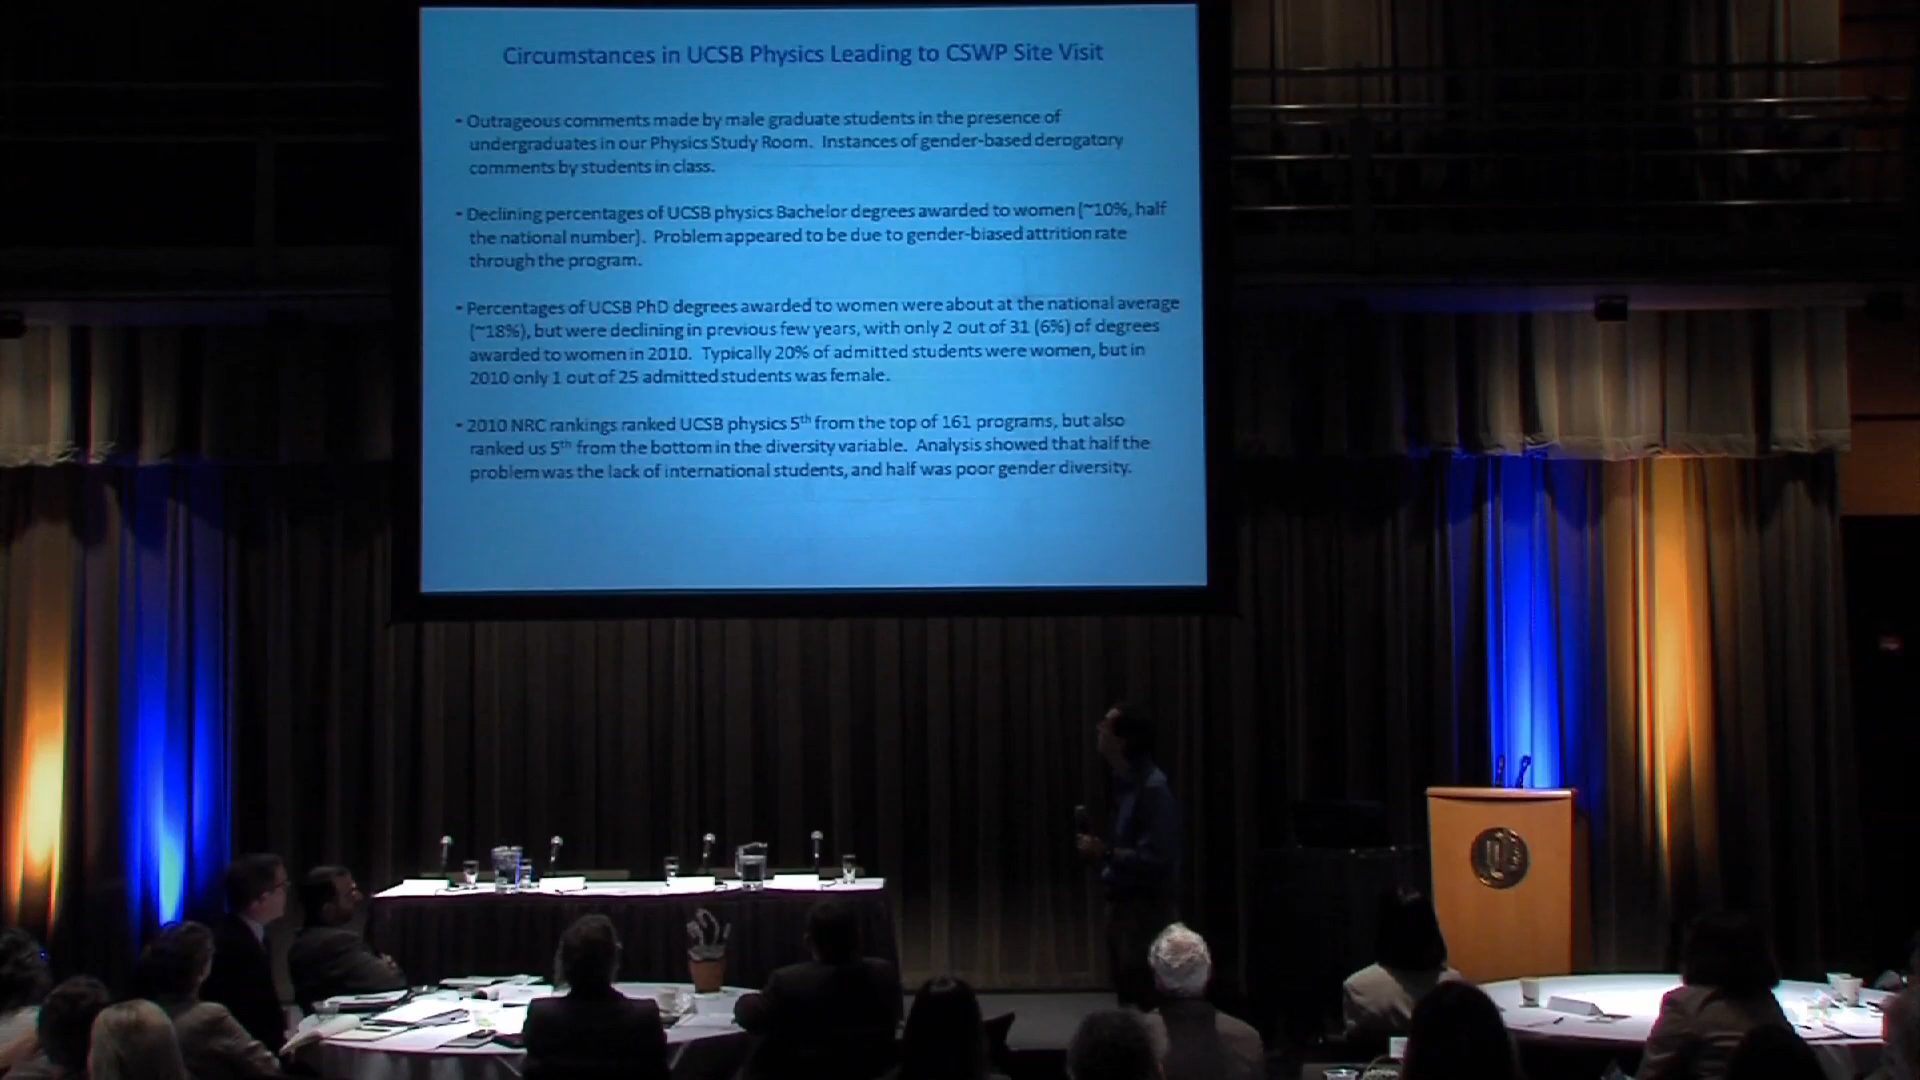 Circumstances in UCSB Physics Leading to CSWP Site Visit
• Outrageous comments made by male graduate students in the presence of
undergraduates in our Physics Study Room. Instances of gender-based derogatory
comments by students in class.
• Declining percentages of UCSB physics Bachelor degrees awarded to women (~10%, half
the national number). Problem appeared to be due to gender-biased attrition rate
through the program.
• Percentages of UCSB PhD degrees awarded to women were about at the national average
(~18%), but were declining in previous few years, with only 2 out of 31 (6%) of degrees
awarded to women in 2010. Typically 20% of admitted students were women, but in
2010 only 1 out of 25 admitted students was female.
• 2010 NRC rankings ranked UCSB physics 5th from the top of 161 programs, but also
ranked us 5th from the bottom in the diversity variable. Analysis showed that half the
problem was the lack of international students, and half was poor gender diversity.